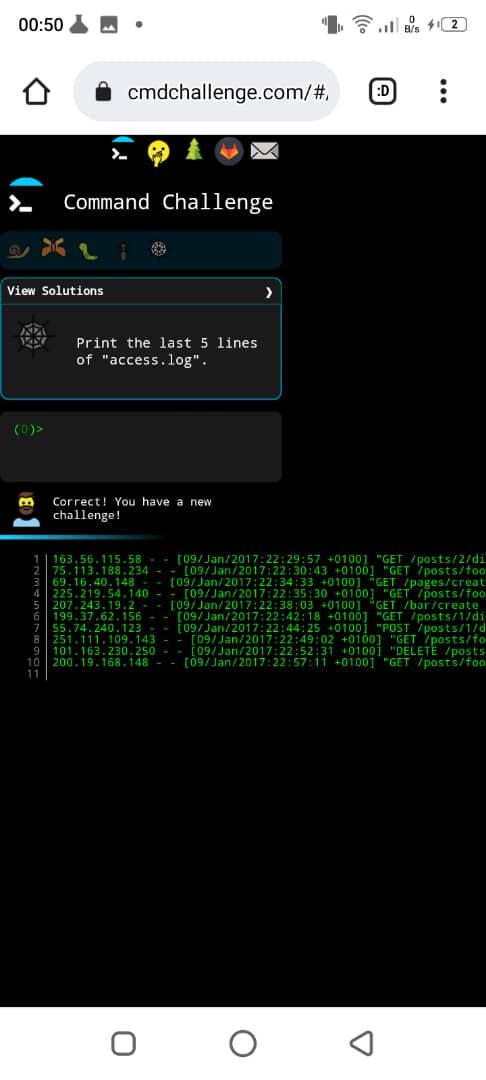 00:50 0 B/s 2
cmdchallenge.com/#, :D
Command Challenge
View Solutions
Print the last 5 lines
of "access.log".
(0)>
Correct! You have a new
challenge!
1 163.56.115.58 - - [09/Jan/2017:22:29:57 +0100] "GET /posts/2/di
2 75.113.188.234 - - [09/Jan/2017:22:30:43 +0100] "GET /posts/foo
3 69.16.40.148 - - [09/Jan/2017:22:34:33 +0100] "GET /pages/creat
4 225.219.54.140 - - [09/Jan/2017:22:35:30 +0100] "GET /posts/foo
5 207.243.19.2 - - [09/Jan/2017:22:38:03 +0100] "GET /bar/create
6 199.37.62.156 - - [09/Jan/2017:22:42:18 +0100] "GET /posts/1/di
7 55.74.240.123 - - [09/Jan/2017:22:44:25 +0100] "POST /posts/1/d
8 251.111.109.143 - - [09/Jan/2017:22:49:02 +0100] "GET /posts/fo
9 101.163.230.250 - - [09/Jan/2017:22:52:31 +0100] "DELETE /posts
10 200.19.168.148 - - [09/Jan/2017:22:57:11 +0100] "GET /posts/foo
11